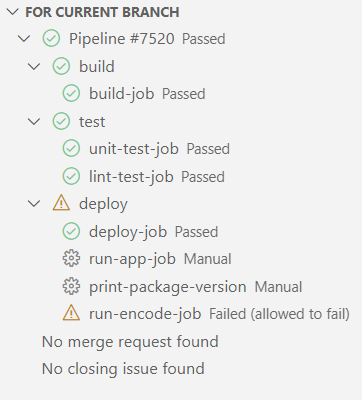 FOR CURRENT BRANCH
Pipeline #7520 Passed
build
build-job Passed
test
unit-test-job Passed
lint-test-job Passed
deploy
deploy-job Passed
run-app-job Manual
print-package-version Manual
run-encode-job Failed (allowed to fail)
No merge request found
No closing issue found